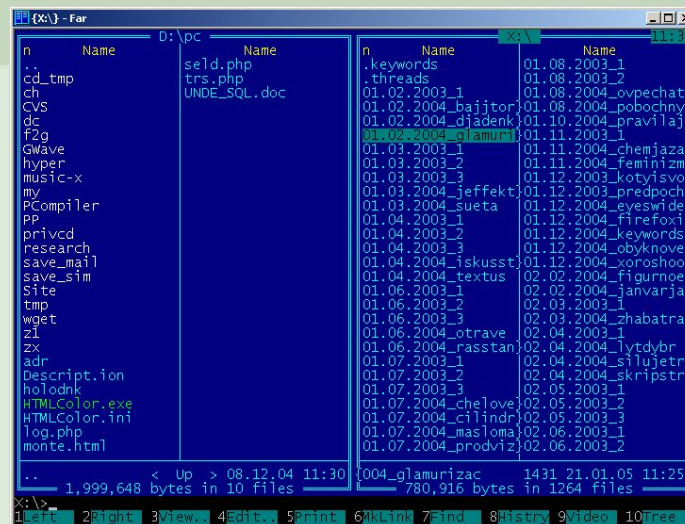 {X:\} - Far
D:\pc
n Name Name
..
cd_tmp
ch
CVS
dc
f2g
GWave
hyper
music-x
my
PCompiler
PP
privcd
research
save_mail
save_sim
Site
tmp
wget
z1
zx
adr
Descript.ion
holodnk
HTMLColor.exe
HTMLColor.ini
log.php
monte.html
seld.php
trs.php
UNDE_SQL.doc
.. < Up > 08.12.04 11:30
1,999,648 bytes in 10 files
X:\ 11:3
n Name Name
.keywords
.threads
01.02.2003_1
01.02.2004_bajjtor}
01.02.2004_djadenk}
01.02.2004_glamuri}
01.03.2003_1
01.03.2003_2
01.03.2003_3
01.03.2004_jeffekt}
01.03.2004_sueta
01.04.2003_1
01.04.2003_2
01.04.2003_3
01.04.2004_iskusst}
01.04.2004_textus
01.06.2003_1
01.06.2003_2
01.06.2003_3
01.06.2004_otrave
01.06.2004_rasstan}
01.07.2003_1
01.07.2003_2
01.07.2003_3
01.07.2004_chelove}
01.07.2004_cilindr}
01.07.2004_masloma}
01.07.2004_prodviz}
01.08.2003_1
01.08.2003_2
01.08.2004_ovpechat
01.08.2004_pobochny
01.10.2004_pravilaj
01.11.2003_1
01.11.2004_chemjaza
01.11.2004_feminizm
01.12.2003_kotyisvo
01.12.2003_predpoch
01.12.2004_eyeswide
01.12.2004_firefoxi
01.12.2004_keywords
01.12.2004_obyknove
01.12.2004_xoroshoo
02.02.2004_figurnoe
02.02.2004_janvarja
02.03.2003_1
02.03.2004_zhabatra
02.04.2003_1
02.04.2004_lytdybr
02.04.2004_silujetr
02.04.2004_skripstr
02.05.2003_1
02.05.2003_2
02.05.2003_3
02.06.2003_1
02.06.2003_2
{004_glamurizac 1431 21.01.05 11:25
780,916 bytes in 1264 files
X:\>_
1Left 2Right 3View.. 4Edit.. 5Print 6MkLink 7Find 8Histry 9Video 10Tree